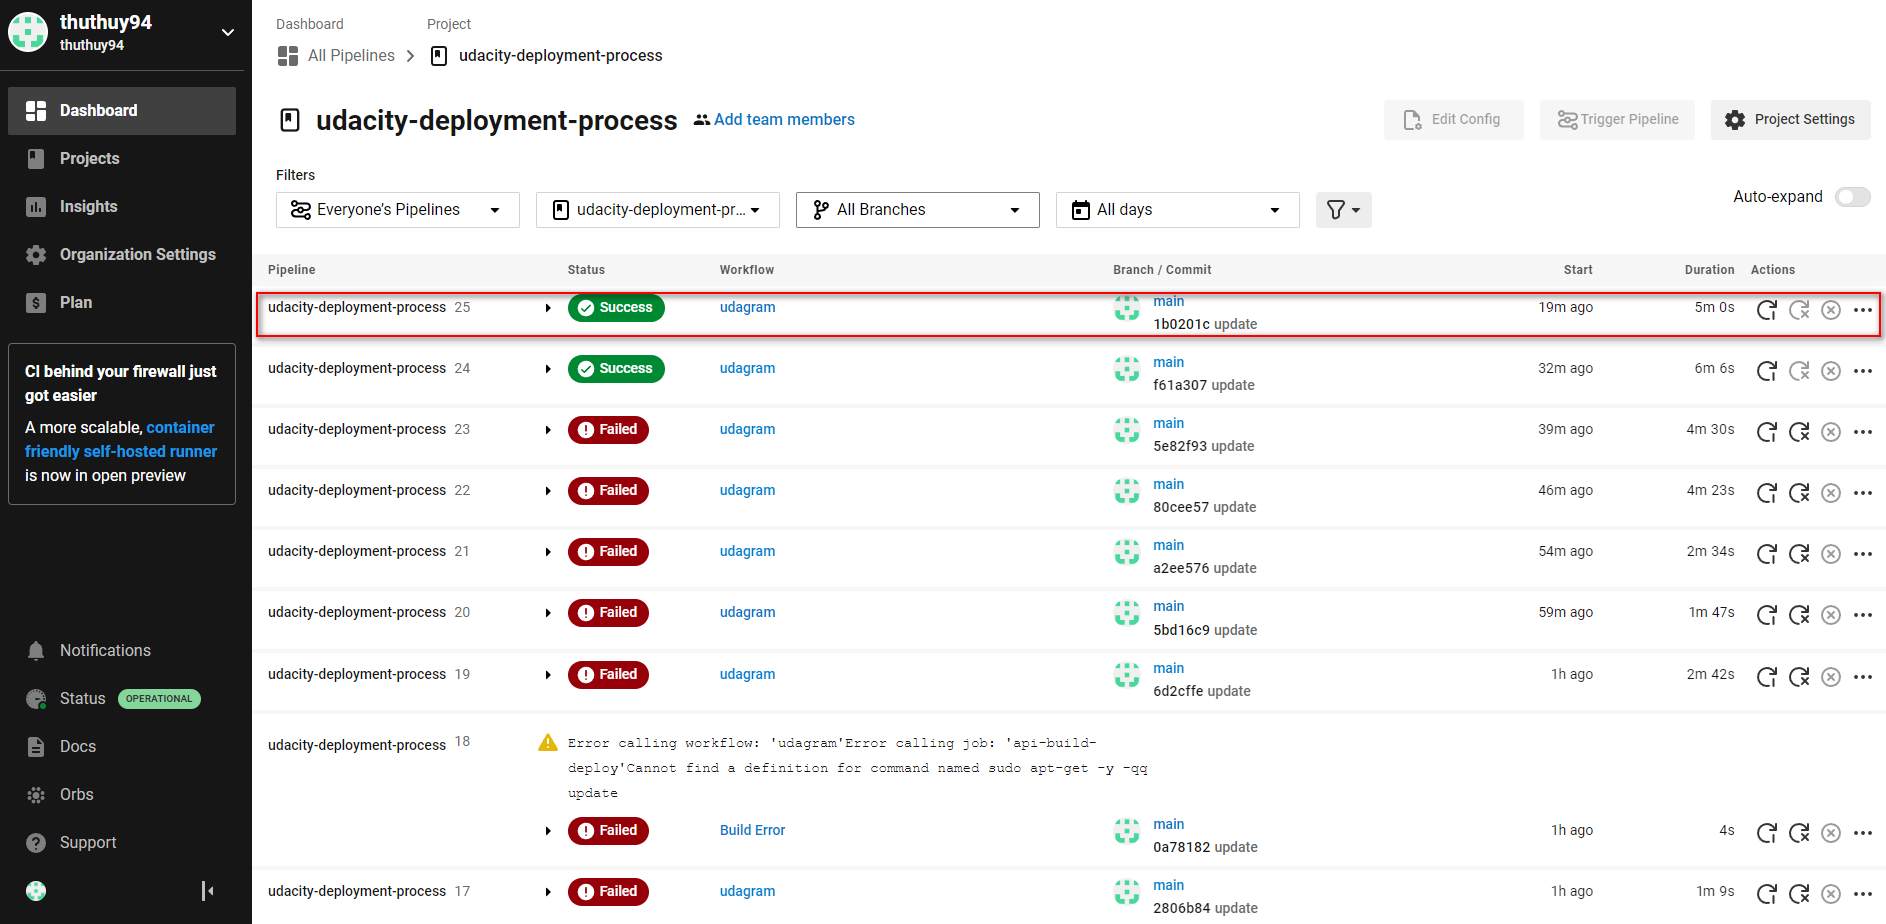 thuthuy94
thuthuy94
Dashboard
Projects
Insights
Organization Settings
$ Plan
CI behind your firewall just
got easier
A more scalable, container
friendly self-hosted runner
is now in open preview
Notifications
Status OPERATIONAL
Docs
Orbs
? Support
Dashboard Project
All Pipelines udacity-deployment-process
udacity-deployment-process Add team members Edit Config Trigger Pipeline Project Settings
Filters
Everyone's Pipelines udacity-deployment-pr... All Branches All days Auto-expand
Pipeline Status Workflow Branch / Commit Start Duration Actions
udacity-deployment-process 25 Success udagram main 19m ago 5m 0s
1b0201c update
udacity-deployment-process 24 Success udagram main 32m ago 6m 6s
f61a307 update
udacity-deployment-process 23 Failed udagram main 39m ago 4m 30s
5e82f93 update
udacity-deployment-process 22 Failed udagram main 46m ago 4m 23s
80cee57 update
udacity-deployment-process 21 Failed udagram main 54m ago 2m 34s
a2ee576 update
udacity-deployment-process 20 Failed udagram main 59m ago 1m 47s
5bd16c9 update
udacity-deployment-process 19 Failed udagram main 1h ago 2m 42s
6d2cffe update
udacity-deployment-process 18 Error calling workflow: 'udagram'Error calling job: 'api-build-
deploy'Cannot find a definition for command named sudo apt-get -y -qq
update
Failed Build Error main 1h ago 4s
0a78182 update
udacity-deployment-process 17 Failed udagram main 1h ago 1m 9s
2806b84 update